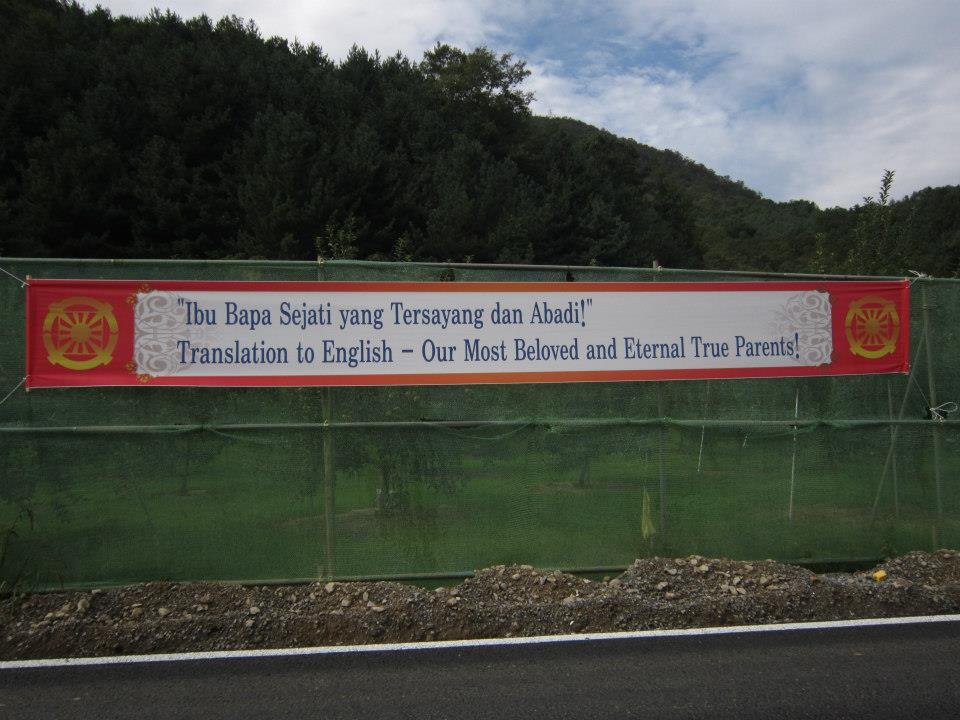 "Ibu Bapa Sejati yang Tersayang dan Abadi!"
Translation to English – Our Most Beloved and Eternal True Parents!